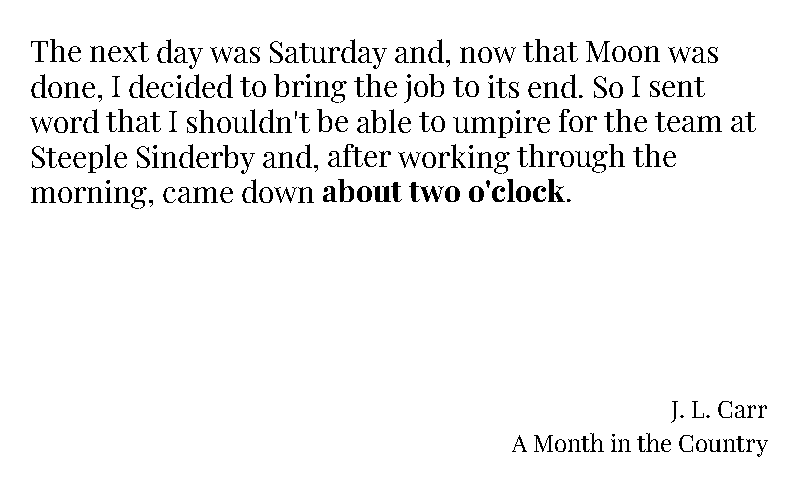 The next day was Saturday and, now that Moon was
done, I decided to bring the job to its end. So I sent
word that I shouldn't be able to umpire for the team at
Steeple Sinderby and, after working through the
morning, came down about two o'clock.
J. L. Carr
A Month in the Country